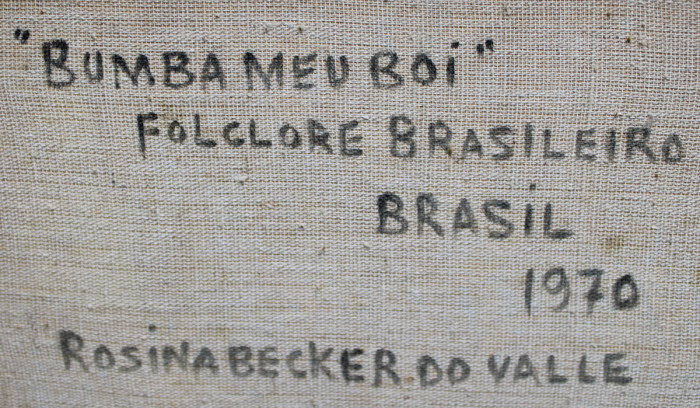 "BUMBA MEU BOI"
FOLCLORE BRASILEIRO
BRASIL
1970
ROSINA BECKER DO VALLE